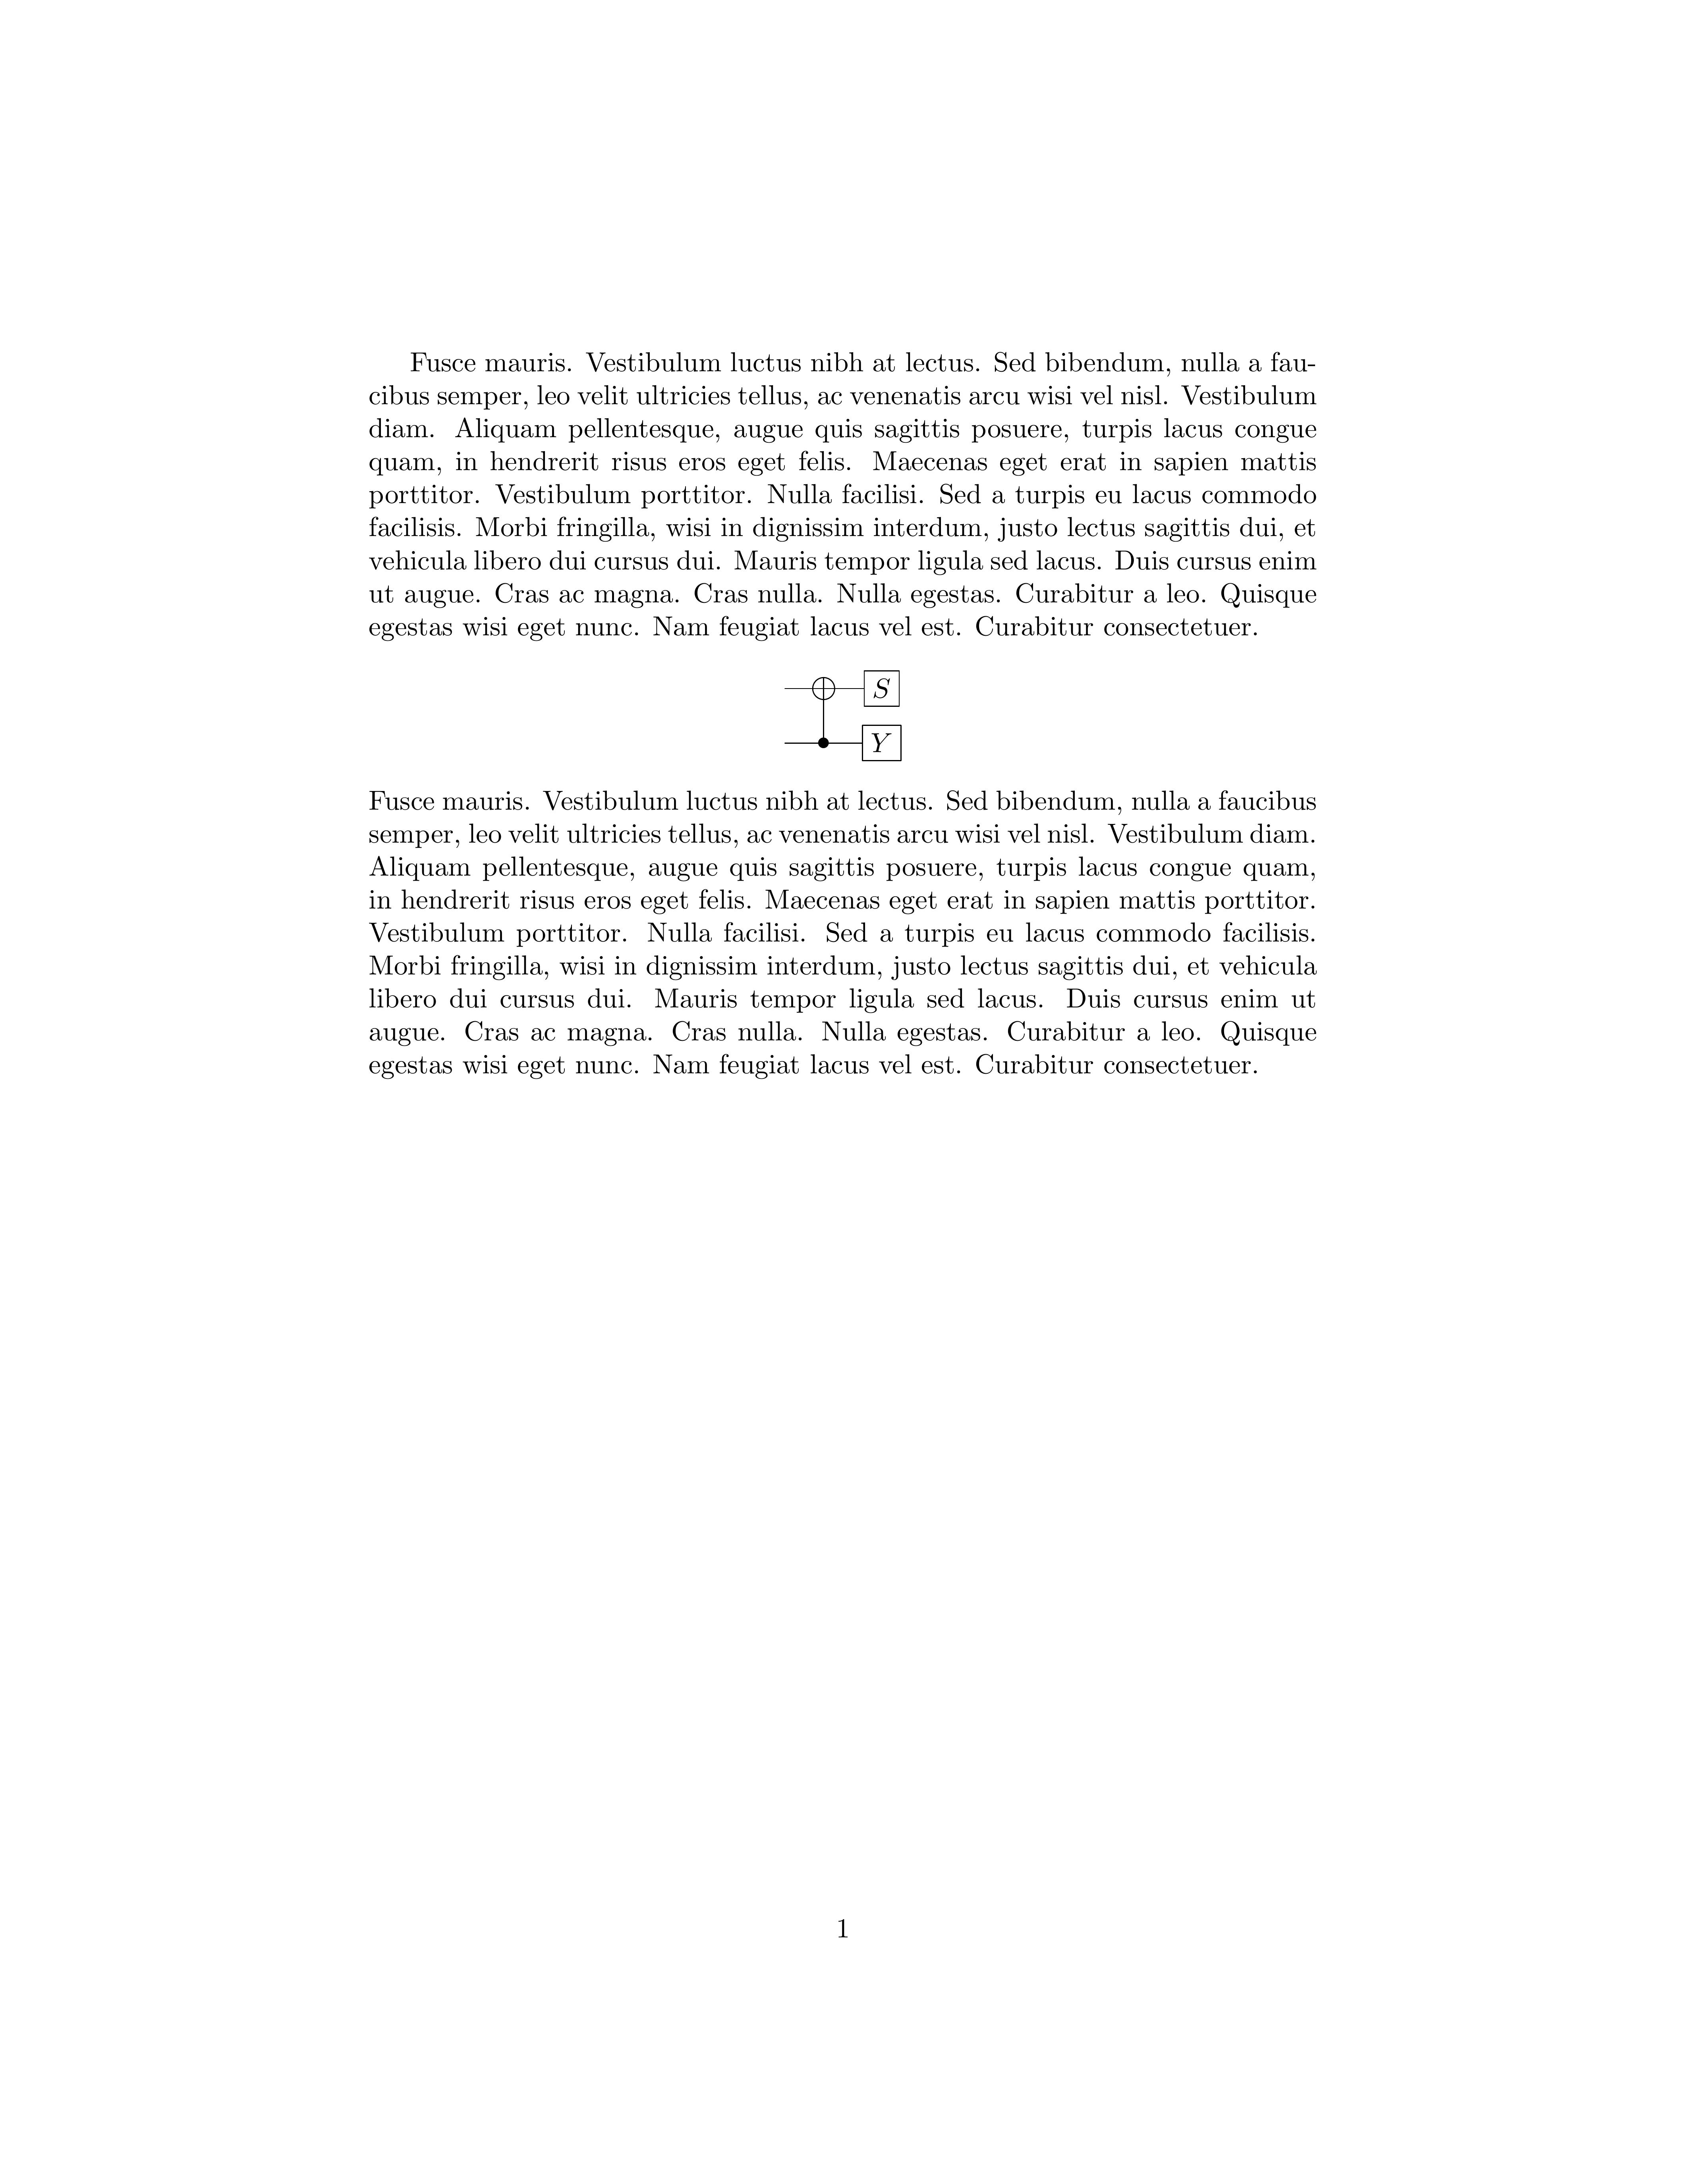 Fusce mauris. Vestibulum luctus nibh at lectus. Sed bibendum, nulla a fau-
cibus semper, leo velit ultricies tellus, ac venenatis arcu wisi vel nisl. Vestibulum
diam. Aliquam pellentesque, augue quis sagittis posuere, turpis lacus congue
quam, in hendrerit risus eros eget felis. Maecenas eget erat in sapien mattis
porttitor. Vestibulum porttitor. Nulla facilisi. Sed a turpis eu lacus commodo
facilisis. Morbi fringilla, wisi in dignissim interdum, justo lectus sagittis dui, et
vehicula libero dui cursus dui. Mauris tempor ligula sed lacus. Duis cursus enim
ut augue. Cras ac magna. Cras nulla. Nulla egestas. Curabitur a leo. Quisque
egestas wisi eget nunc. Nam feugiat lacus vel est. Curabitur consectetuer.
S
Y
Fusce mauris. Vestibulum luctus nibh at lectus. Sed bibendum, nulla a faucibus
semper, leo velit ultricies tellus, ac venenatis arcu wisi vel nisl. Vestibulum diam.
Aliquam pellentesque, augue quis sagittis posuere, turpis lacus congue quam,
in hendrerit risus eros eget felis. Maecenas eget erat in sapien mattis porttitor.
Vestibulum porttitor. Nulla facilisi. Sed a turpis eu lacus commodo facilisis.
Morbi fringilla, wisi in dignissim interdum, justo lectus sagittis dui, et vehicula
libero dui cursus dui. Mauris tempor ligula sed lacus. Duis cursus enim ut
augue. Cras ac magna. Cras nulla. Nulla egestas. Curabitur a leo. Quisque
egestas wisi eget nunc. Nam feugiat lacus vel est. Curabitur consectetuer.
1